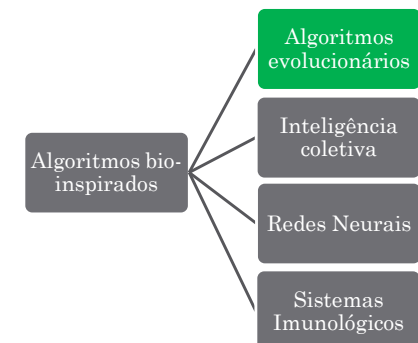 Algoritmos
evolucionários
Inteligência
coletiva
Algoritmos bio-
inspirados
Redes Neurais
Sistemas
Imunológicos